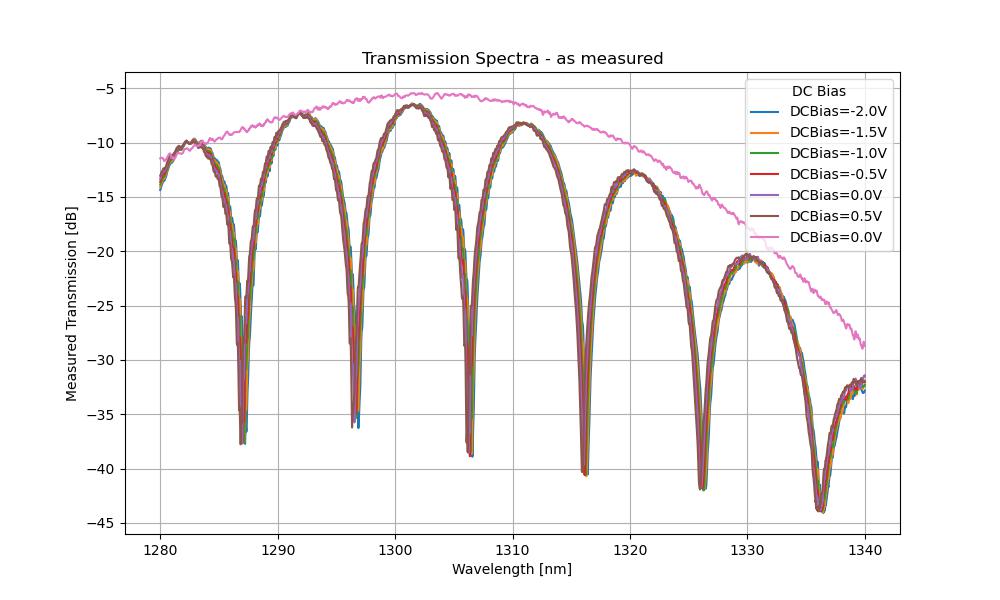 Transmission Spectra - as measured
Measured Transmission [dB]
−5
−10
−15
−20
−25
−30
−35
−40
−45
DC Bias
DCBias=-2.0V
DCBias=-1.5V
DCBias=-1.0V
DCBias=-0.5V
DCBias=0.0V
DCBias=0.5V
DCBias=0.0V
1280 1290 1300 1310 1320 1330 1340
Wavelength [nm]